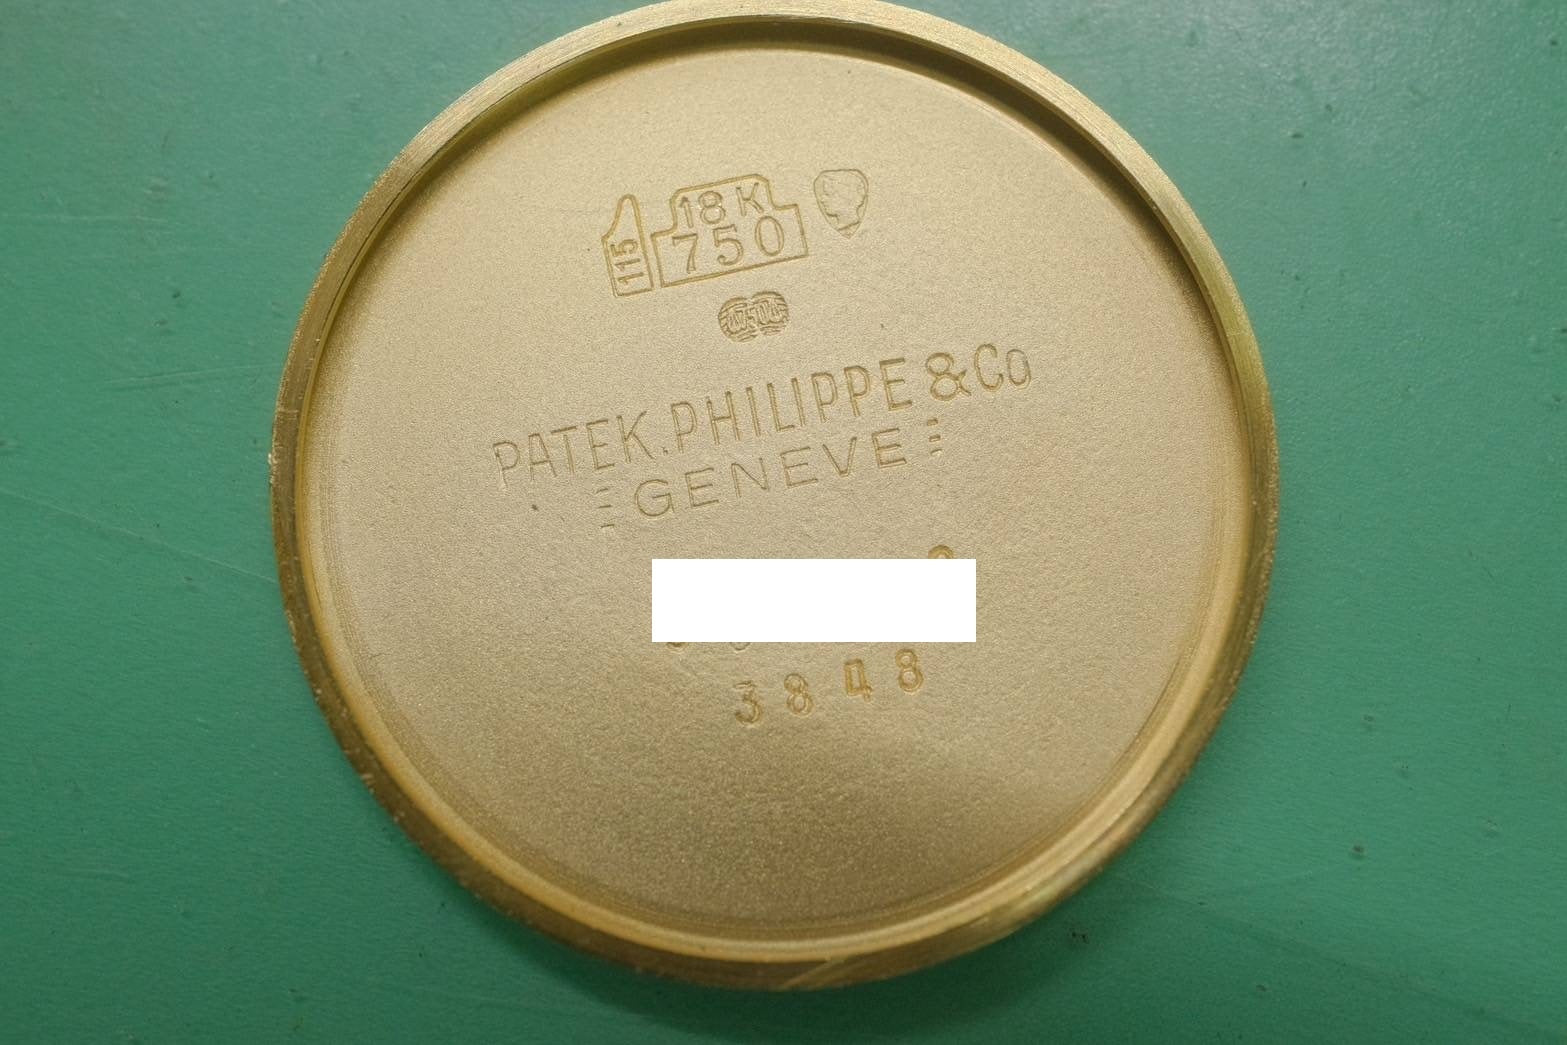 115
18K
750
PATEK.PHILIPPE & Co
GENEVE
3848